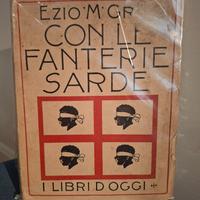 EZIO M. GR
CON LE
FANTERIE
SARDE
I LIBRI D'OGGI